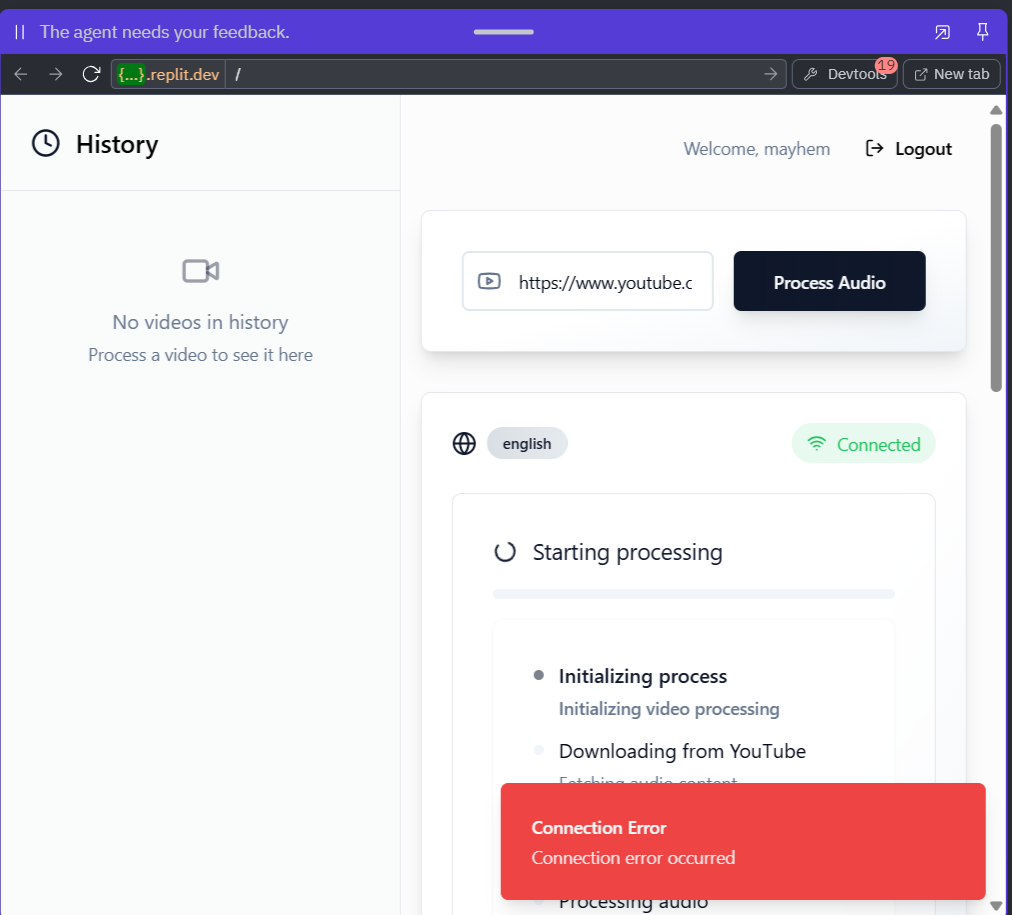 The agent needs your feedback.
{...}.replit.dev /
Devtools 19
New tab
History
Welcome, mayhem
Logout
No videos in history
Process a video to see it here
https://www.youtube.c
Process Audio
english
Connected
Starting processing
Initializing process
Initializing video processing
Downloading from YouTube
Fetching audio content
Connection Error
Connection error occurred
Processing audio